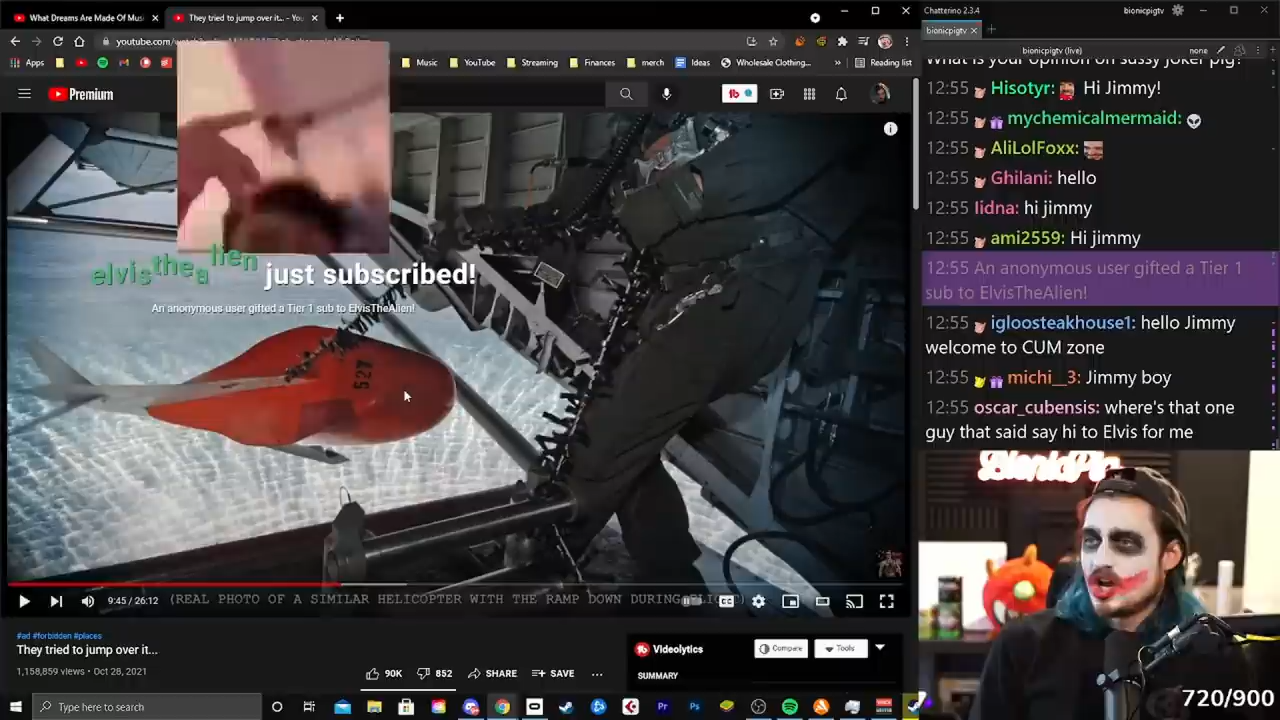 What Dreams Are Made Of Mus
They tried to jump over it... - You
Chatterino 2.3.4
bionicpigtv
bionicpigtv
bionicpigtv (live)
none
Apps
Music
YouTube
Streaming
Finances
merch
Ideas
Wholesale Clothing...
Reading list
Premium
elvisthealien just subscribed!
An anonymous user gifted a Tier 1 sub to ElvisTheAlien!
527
9:45 / 26:12
(REAL PHOTO OF A SIMILAR HELICOPTER WITH THE RAMP DOWN DURING
#ad #forbidden #places
They tried to jump over it...
1,158,859 views • Oct 28, 2021
90K
852
SHARE
SAVE
Videolytics
Compare
Tools
SUMMARY
Type here to search
What is your opinion on sussy joker pig?
12:55 Hisotyr: Hi Jimmy!
12:55 mychemicalmermaid:
12:55 AliLolFoxx:
12:55 Ghilani: hello
12:55 lidna: hi jimmy
12:55 ami2559: Hi jimmy
12:55 An anonymous user gifted a Tier 1
sub to ElvisTheAlien!
12:55 igloosteakhouse1: hello Jimmy
welcome to CUM zone
12:55 michi__3: Jimmy boy
12:55 oscar_cubensis: where's that one
guy that said say hi to Elvis for me
BionicPig
720/900